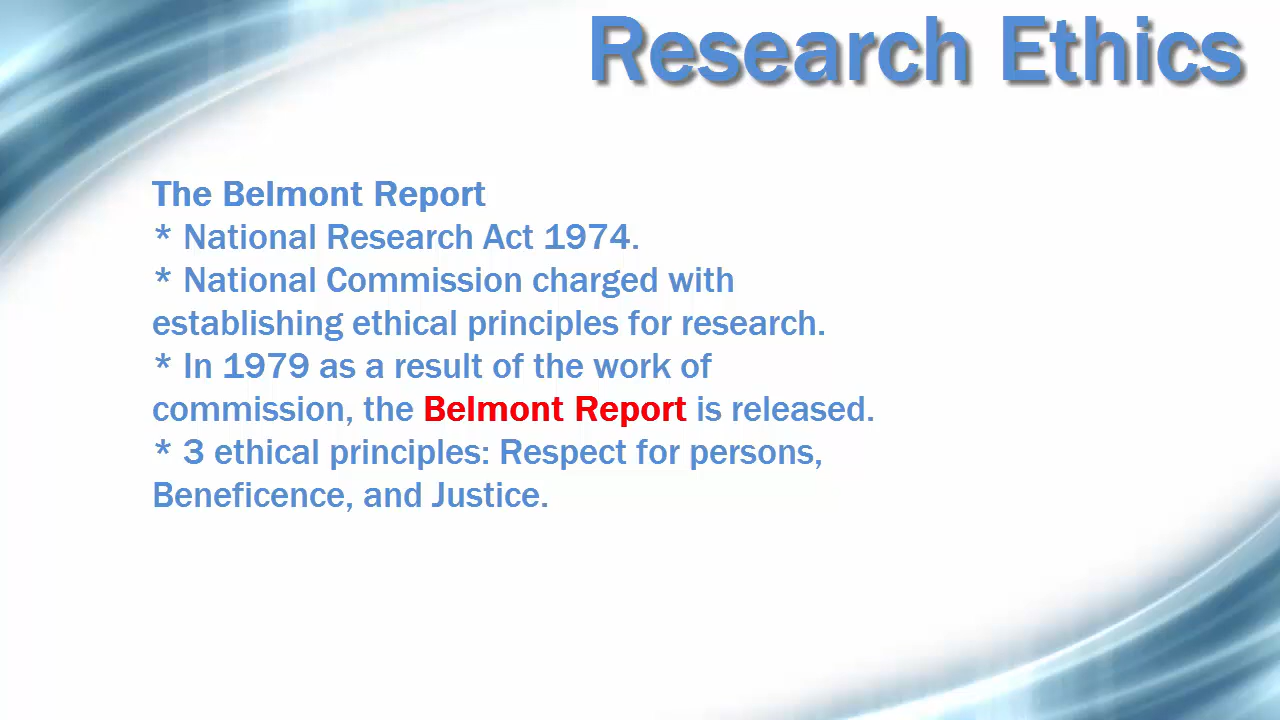 Research Ethics
The Belmont Report
* National Research Act 1974.
* National Commission charged with
establishing ethical principles for research.
* In 1979 as a result of the work of
commission, the Belmont Report is released.
* 3 ethical principles: Respect for persons,
Beneficence, and Justice.